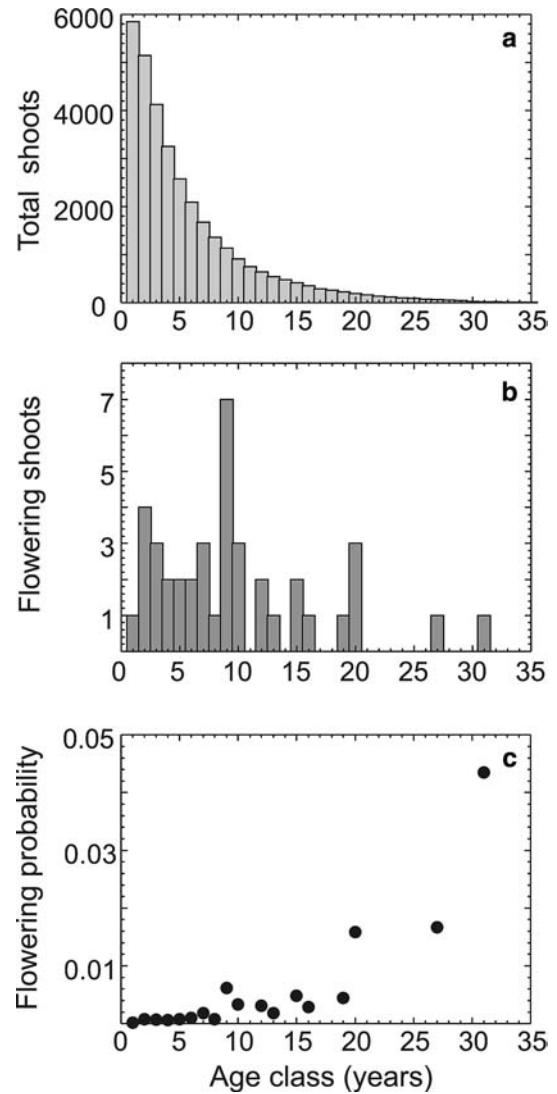 6000
a
4000
Total shoots
2000
0
0 5 10 15 20 25 30 35
b
7
5
Flowering shoots
3
1
0 5 10 15 20 25 30 35
0.05
c
Flowering probability
0.03
0.01
0 5 10 15 20 25 30 35
Age class (years)